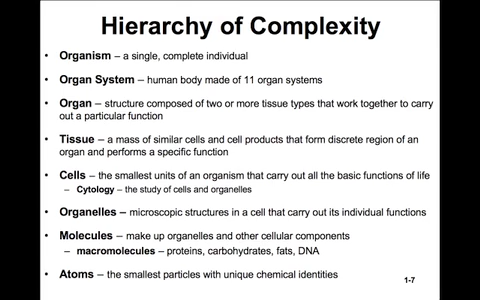 Hierarchy of Complexity
• Organism – a single, complete individual
• Organ System – human body made of 11 organ systems
• Organ – structure composed of two or more tissue types that work together to carry
out a particular function
• Tissue – a mass of similar cells and cell products that form discrete region of an
organ and performs a specific function
• Cells – the smallest units of an organism that carry out all the basic functions of life
– Cytology – the study of cells and organelles
• Organelles – microscopic structures in a cell that carry out its individual functions
• Molecules – make up organelles and other cellular components
– macromolecules – proteins, carbohydrates, fats, DNA
• Atoms – the smallest particles with unique chemical identities
1-7